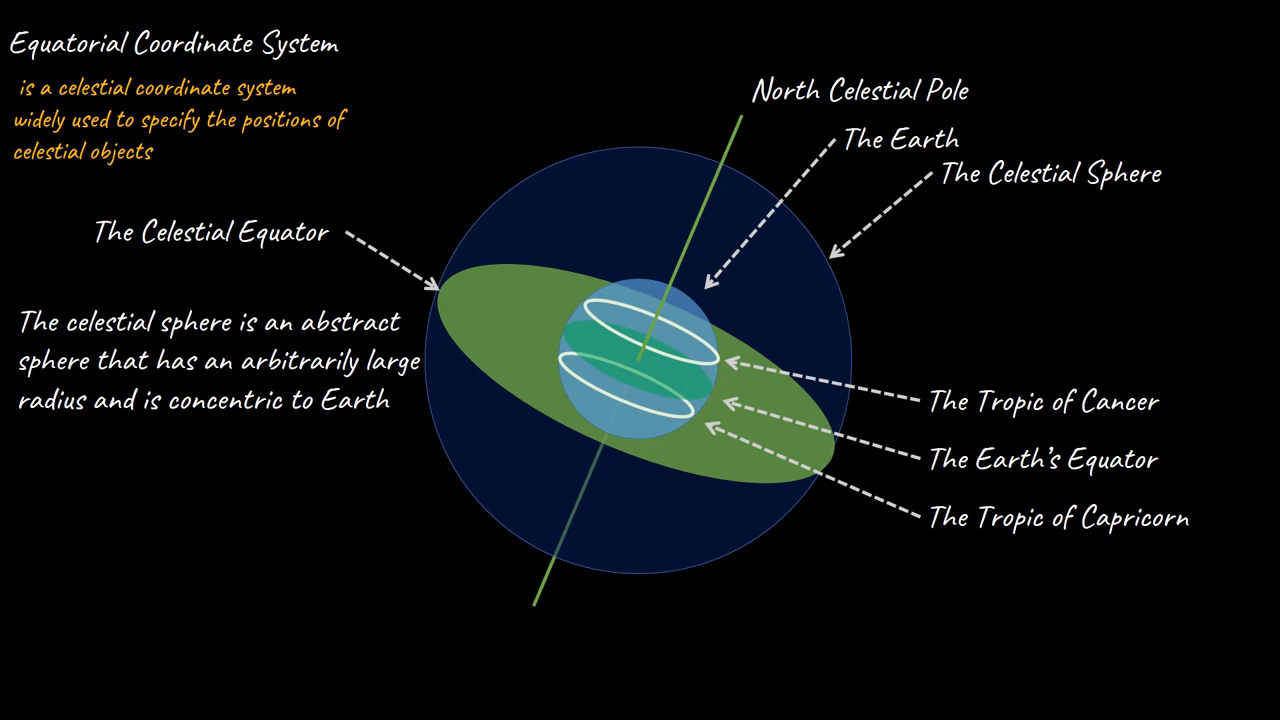 Equatorial Coordinate System
is a celestial coordinate system
widely used to specify the positions of
celestial objects
North Celestial Pole
The Earth
The Celestial Sphere
The Celestial Equator
The celestial sphere is an abstract
sphere that has an arbitrarily large
radius and is concentric to Earth
The Tropic of Cancer
The Earth's Equator
The Tropic of Capricorn